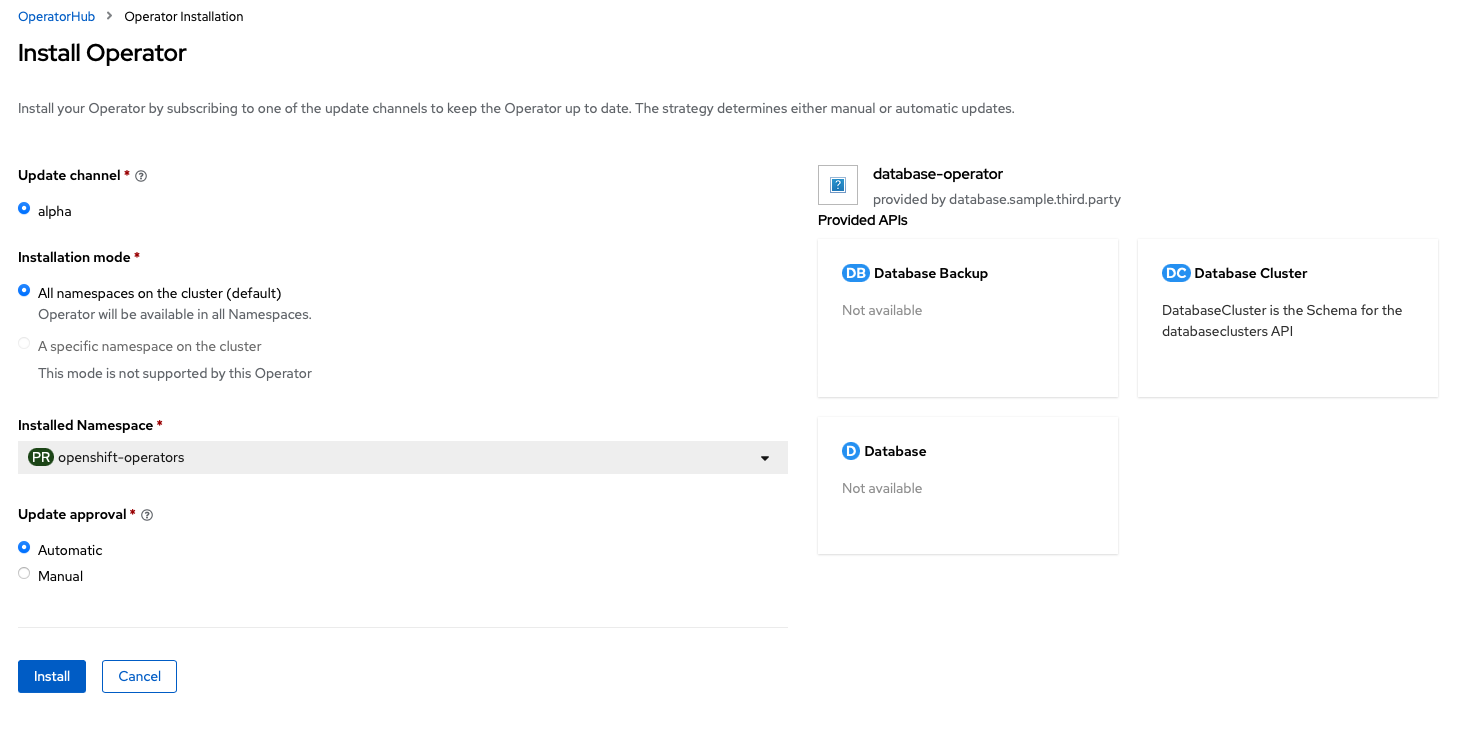 OperatorHub > Operator Installation
Install Operator
Install your Operator by subscribing to one of the update channels to keep the Operator up to date. The strategy determines either manual or automatic updates.
Update channel *
alpha
Installation mode *
All namespaces on the cluster (default)
Operator will be available in all Namespaces.
A specific namespace on the cluster
This mode is not supported by this Operator
Installed Namespace *
PR openshift-operators
Update approval *
Automatic
Manual
Install Cancel
database-operator
provided by database.sample.third.party
Provided APIs
DB Database Backup
Not available
DC Database Cluster
DatabaseCluster is the Schema for the
databaseclusters API
D Database
Not available